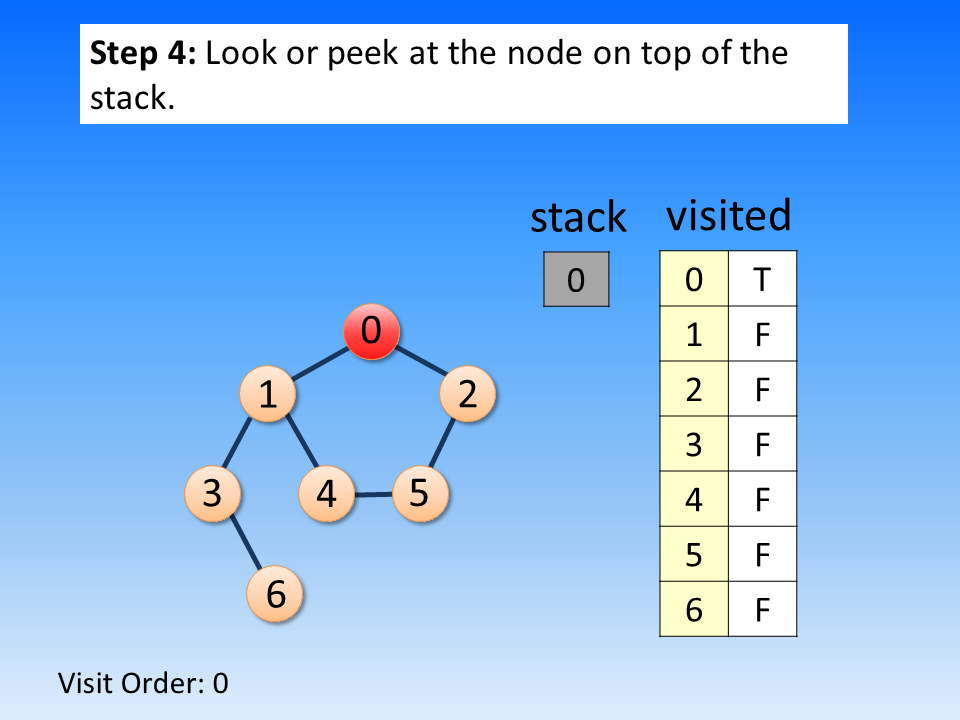 Step 4: Look or peek at the node on top of the
stack.
stack visited
0
0 T
1 F
2 F
3 F
4 F
5 F
6 F
0
1 2
3 4 5
6
Visit Order: 0